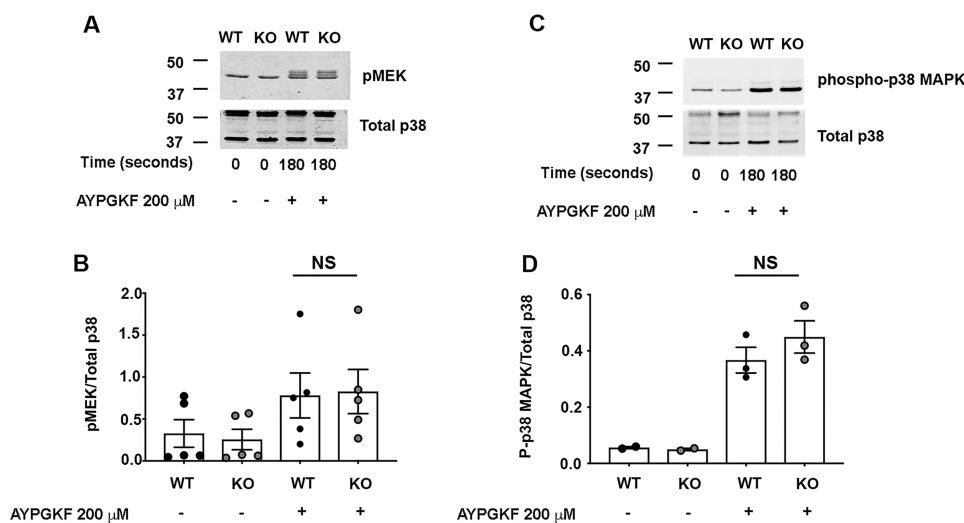 A
WT KO WT KO
50
37
pMEK
50
37
Total p38
Time (seconds) 0 0 180 180
AYPGKF 200 μM - - + +
B
NS
pMEK/Total p38
2.0
1.5
1.0
0.5
0.0
WT KO WT KO
AYPGKF 200 μM - - + +
C
WT KO WT KO
50
37
phospho-p38 MAPK
50
37
Total p38
Time (seconds) 0 0 180 180
AYPGKF 200 μM - - + +
D
NS
P-p38 MAPK/Total p38
0.6
0.4
0.2
0.0
WT KO WT KO
AYPGKF 200 μM - - + +